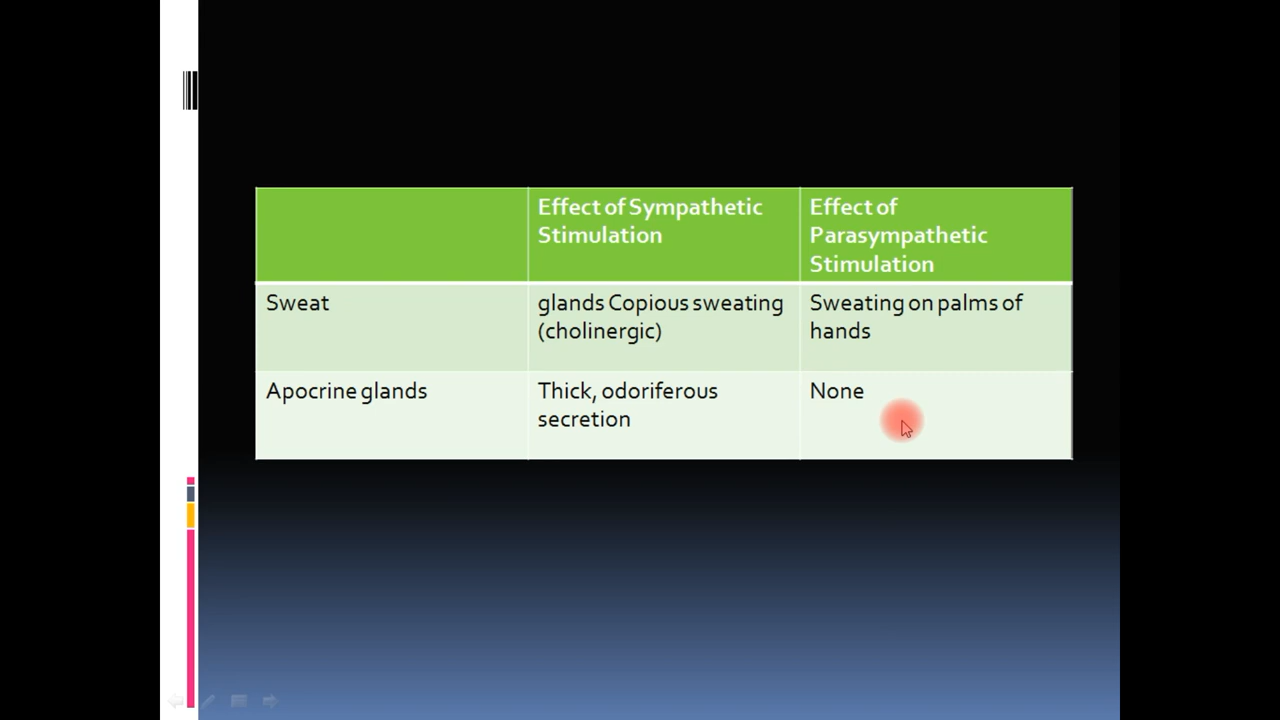 Effect of Sympathetic
Stimulation
Effect of
Parasympathetic
Stimulation
Sweat
glands Copious sweating
(cholinergic)
Sweating on palms of
hands
Apocrine glands
Thick, odoriferous
secretion
None